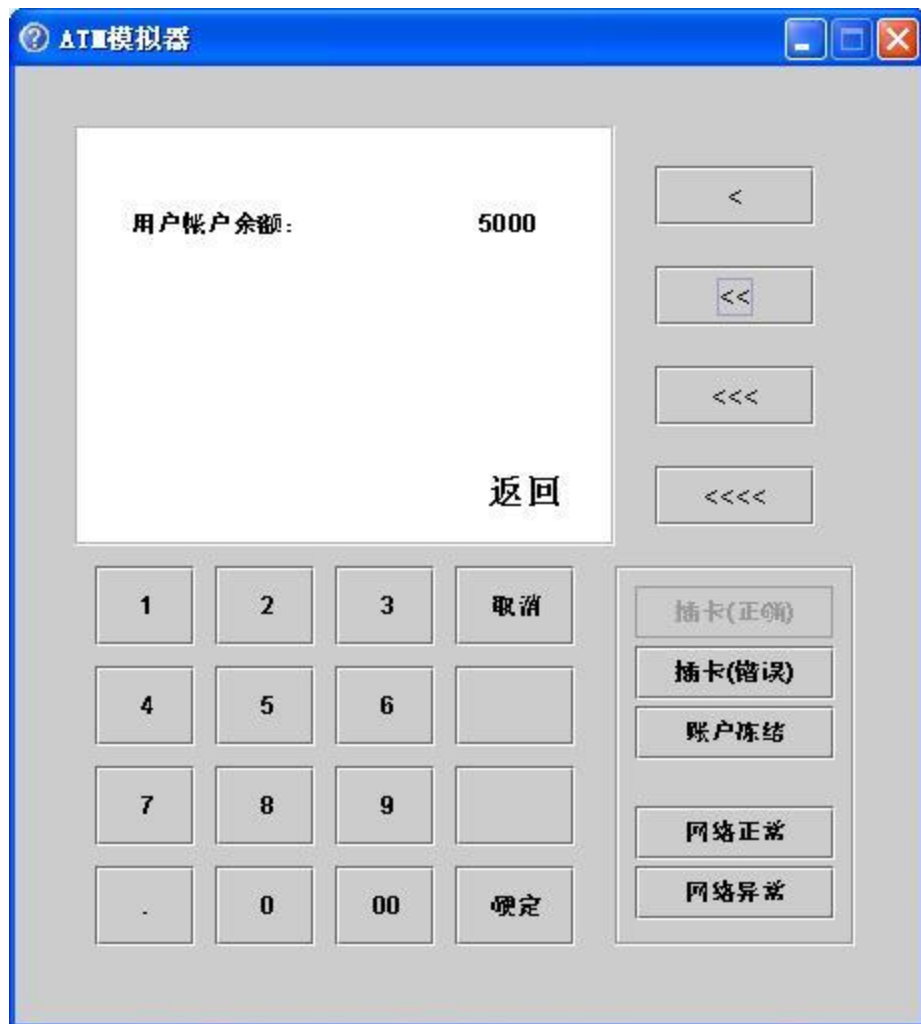 ATM模拟器
用户帐户余额： 5000
返回
<
<<
<<<
<<<<
1 2 3 取消
4 5 6
7 8 9
. 0 00 确定
插卡(正确)
插卡(错误)
账户冻结
网络正常
网络异常